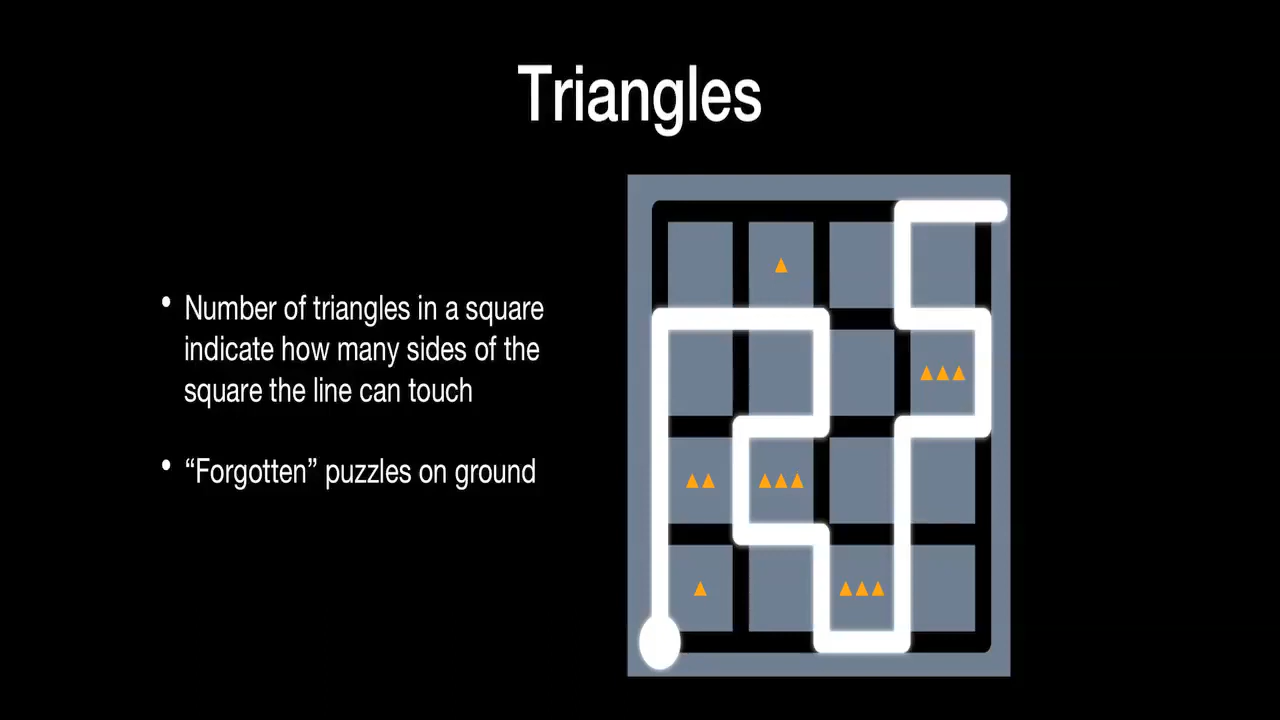 Triangles
• Number of triangles in a square
indicate how many sides of the
square the line can touch
• “Forgotten” puzzles on ground